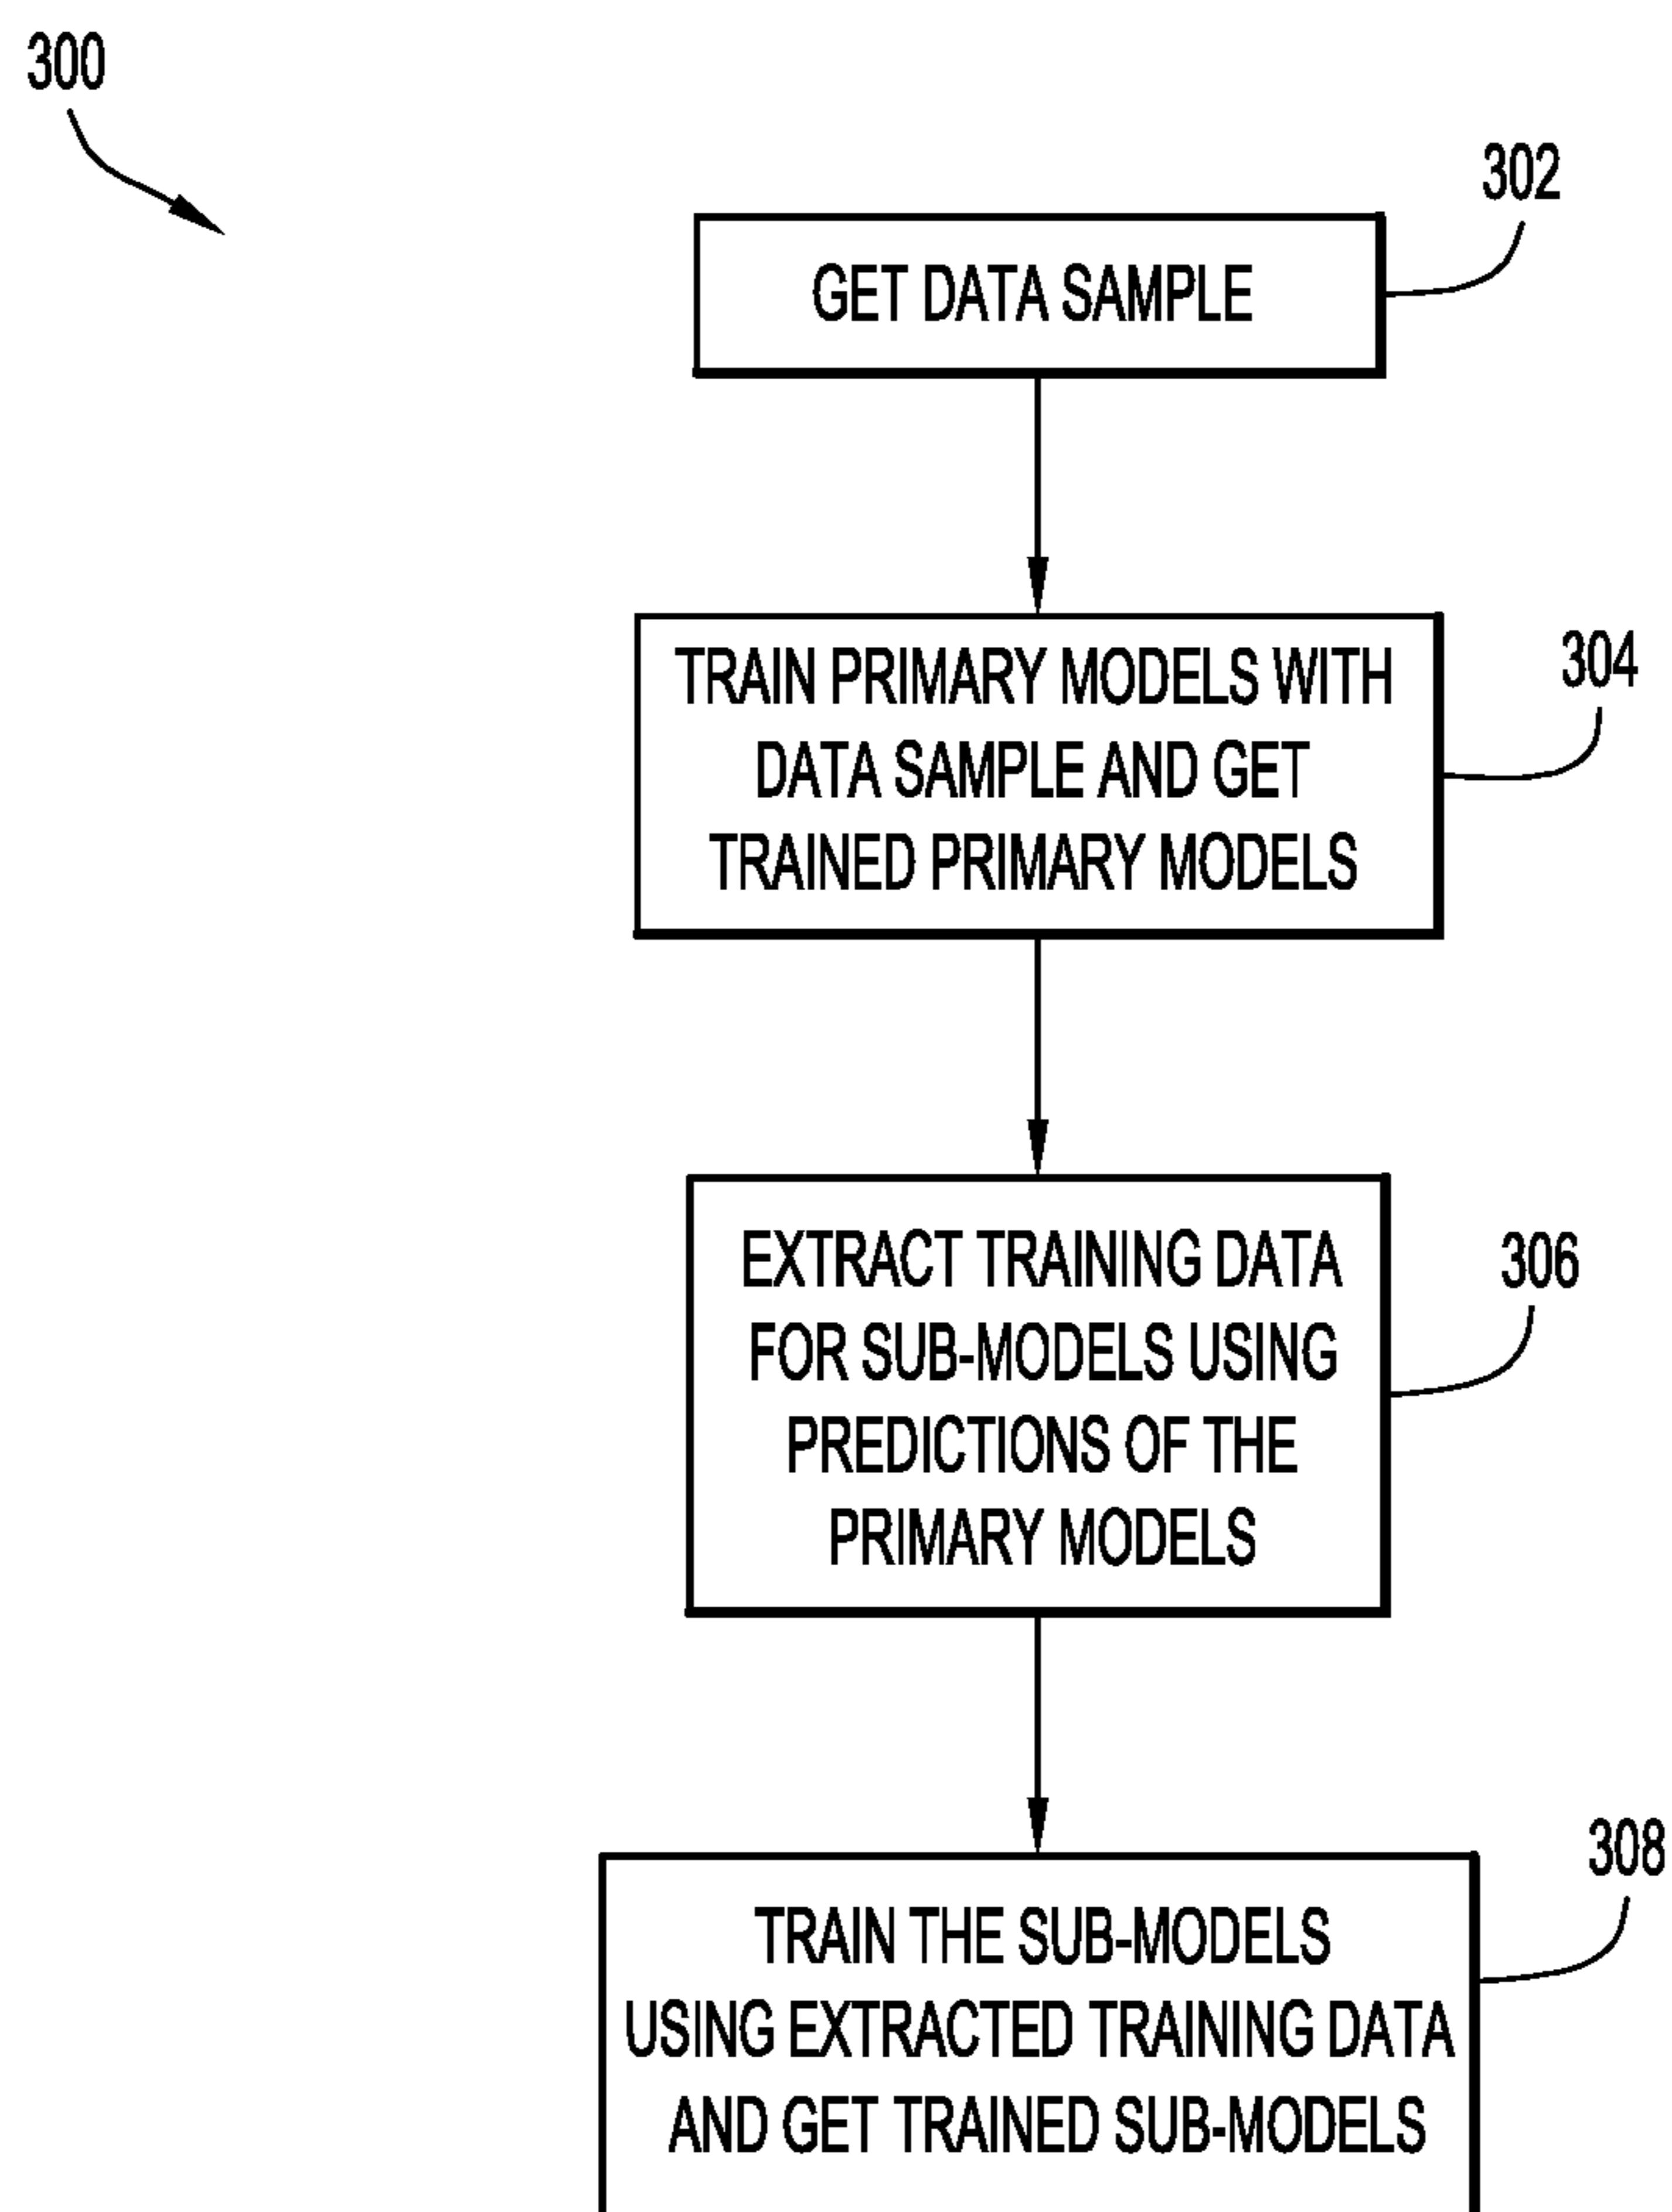 300
302
GET DATA SAMPLE
304
TRAIN PRIMARY MODELS WITH
DATA SAMPLE AND GET
TRAINED PRIMARY MODELS
306
EXTRACT TRAINING DATA
FOR SUB-MODELS USING
PREDICTIONS OF THE
PRIMARY MODELS
308
TRAIN THE SUB-MODELS
USING EXTRACTED TRAINING DATA
AND GET TRAINED SUB-MODELS